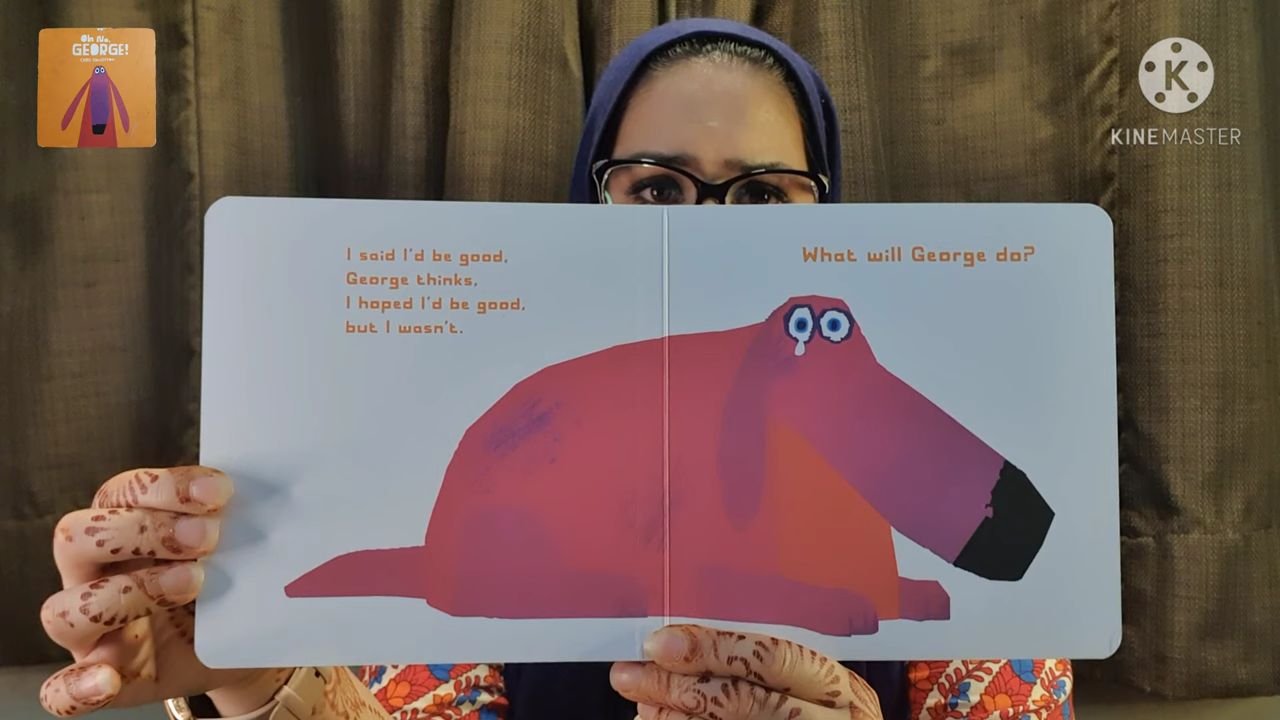 Oh No,
GEORGE!
K
KINEMASTER
I said I'd be good,
George thinks,
I hoped I'd be good,
but I wasn't.
What will George do?